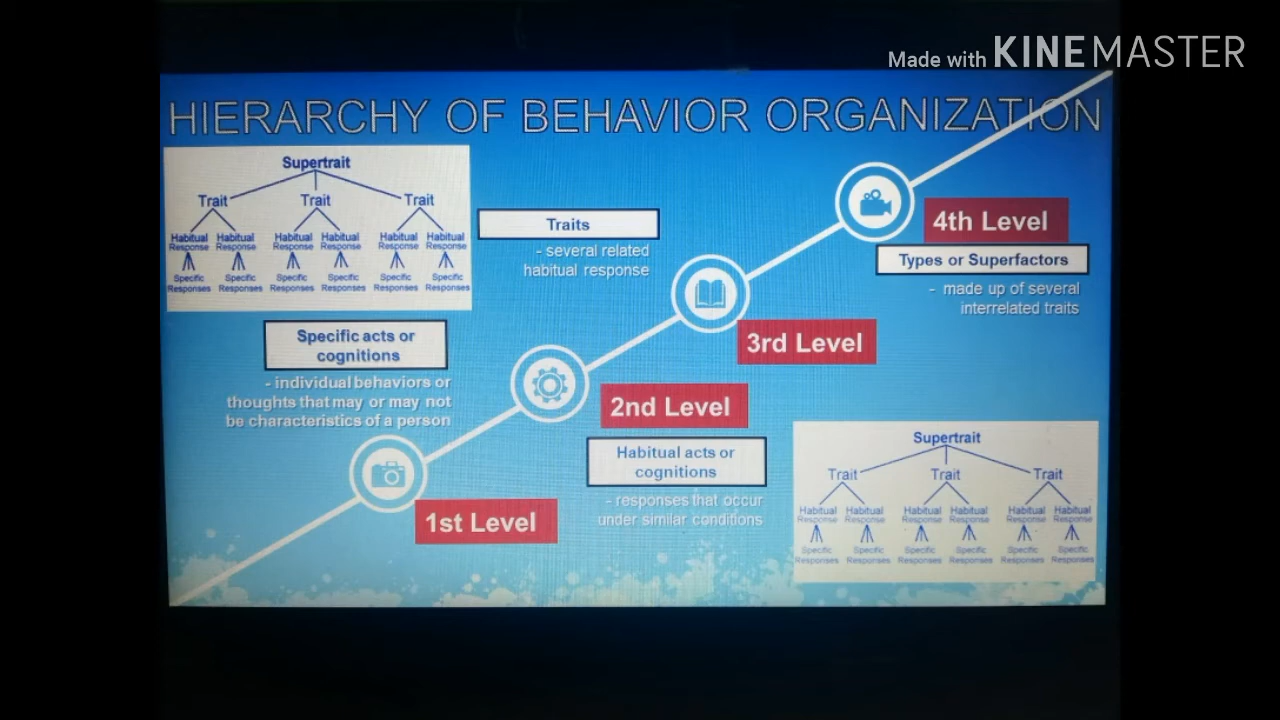 Made with KINEMASTER
HIERARCHY OF BEHAVIOR ORGANIZATION
Supertrait
Trait Trait Trait
Habitual Habitual Habitual Habitual Habitual Habitual
Response Response Response Response Response Response
Specific Specific Specific Specific Specific Specific
Responses Responses Responses Responses Responses Responses
Traits
- several related
habitual response
4th Level
Types or Superfactors
- made up of several
interrelated traits
Specific acts or
cognitions
- individual behaviors or
thoughts that may or may not
be characteristics of a person
3rd Level
2nd Level
Habitual acts or
cognitions
- responses that occur
under similar conditions
1st Level
Supertrait
Trait Trait Trait
Habitual Habitual Habitual Habitual Habitual Habitual
Response Response Response Response Response Response
Specific Specific Specific Specific Specific Specific
Responses Responses Responses Responses Responses Responses